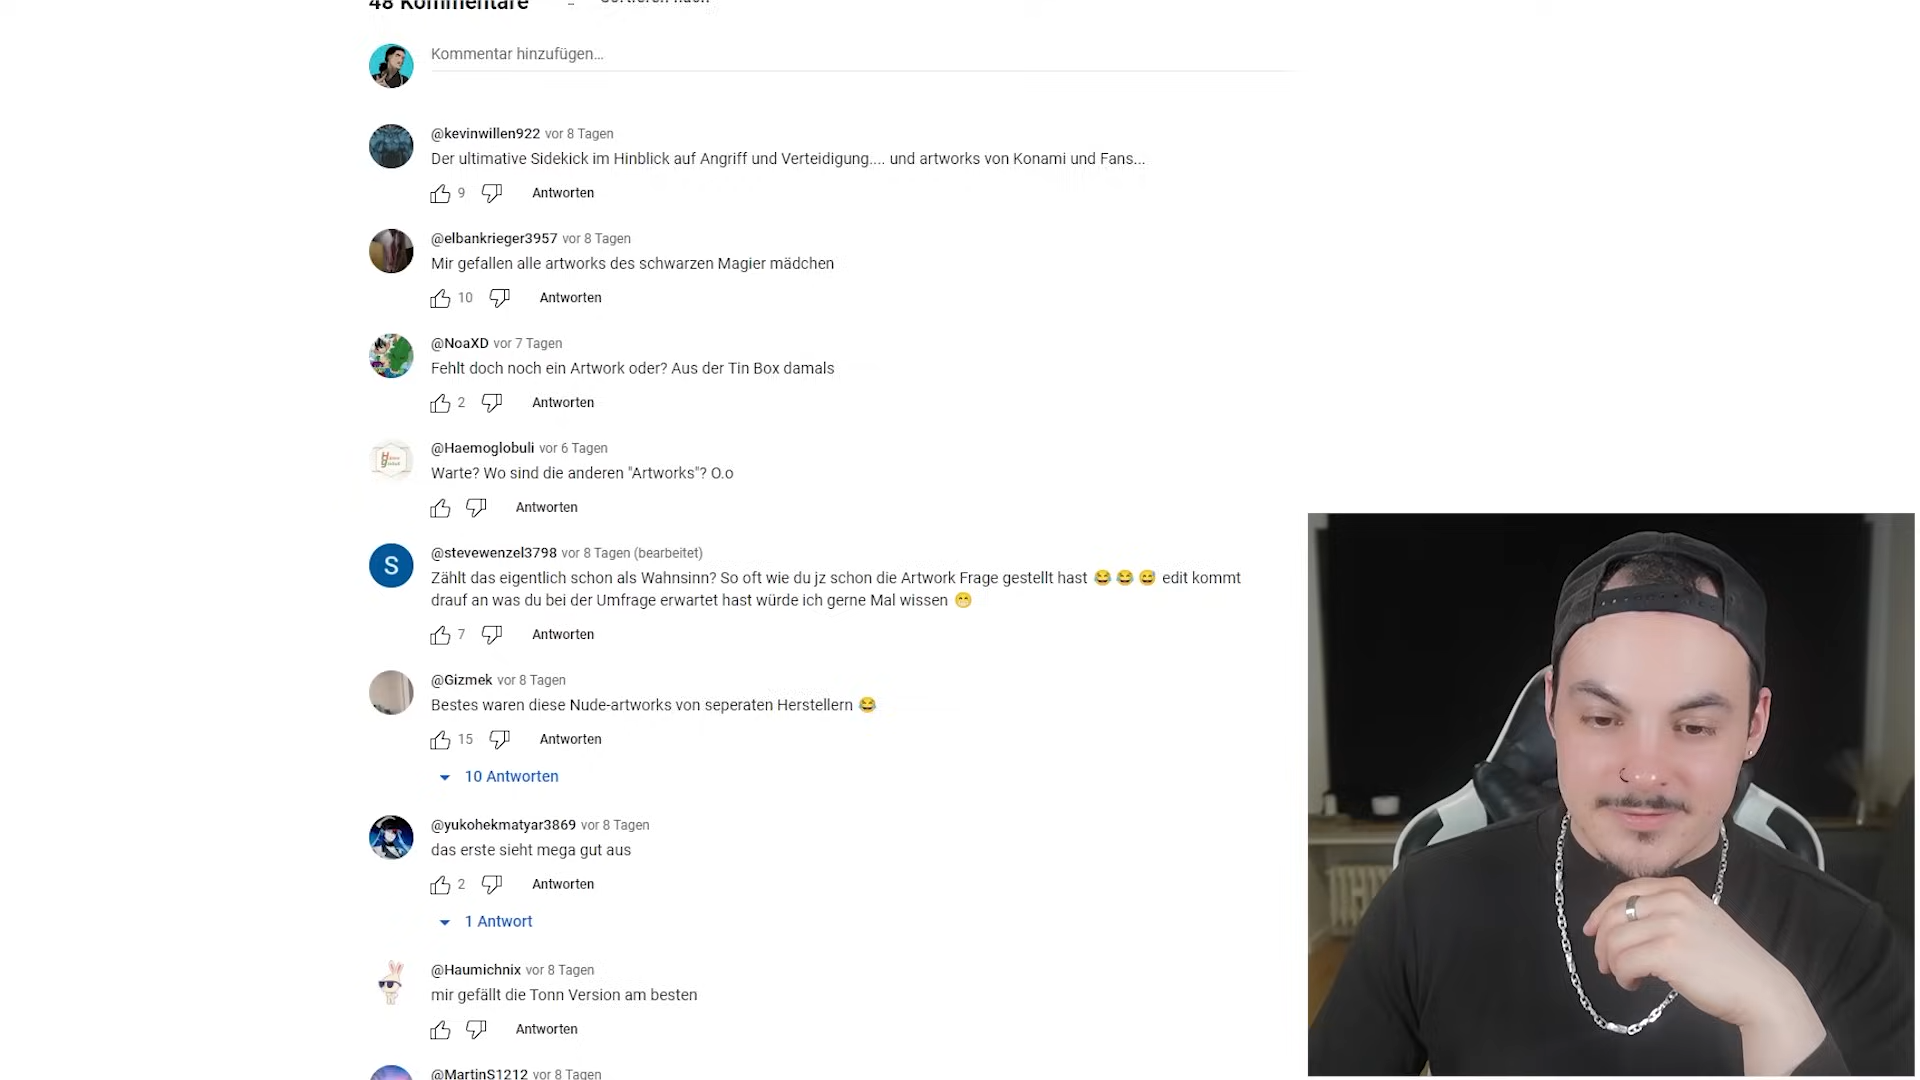 48 Kommentare
Sortieren nach
Kommentar hinzufügen...
@kevinwillen922 vor 8 Tagen
Der ultimative Sidekick im Hinblick auf Angriff und Verteidigung.... und artworks von Konami und Fans...
9 Antworten
@elbankrieger3957 vor 8 Tagen
Mir gefallen alle artworks des schwarzen Magier mädchen
10 Antworten
@NoaXD vor 7 Tagen
Fehlt doch noch ein Artwork oder? Aus der Tin Box damals
2 Antworten
@Haemoglobuli vor 6 Tagen
Warte? Wo sind die anderen "Artworks"? O.o
Antworten
S
@stevewenzel3798 vor 8 Tagen (bearbeitet)
Zählt das eigentlich schon als Wahnsinn? So oft wie du jz schon die Artwork Frage gestellt hast 😂 😂 😅 edit kommt
drauf an was du bei der Umfrage erwartet hast würde ich gerne Mal wissen 😁
7 Antworten
@Gizmek vor 8 Tagen
Bestes waren diese Nude-artworks von seperaten Herstellern 😂
15 Antworten
10 Antworten
@yukohekmatyar3869 vor 8 Tagen
das erste sieht mega gut aus
2 Antworten
1 Antwort
@Haumichnix vor 8 Tagen
mir gefällt die Tonn Version am besten
Antworten
@MartinS1212 vor 8 Tagen